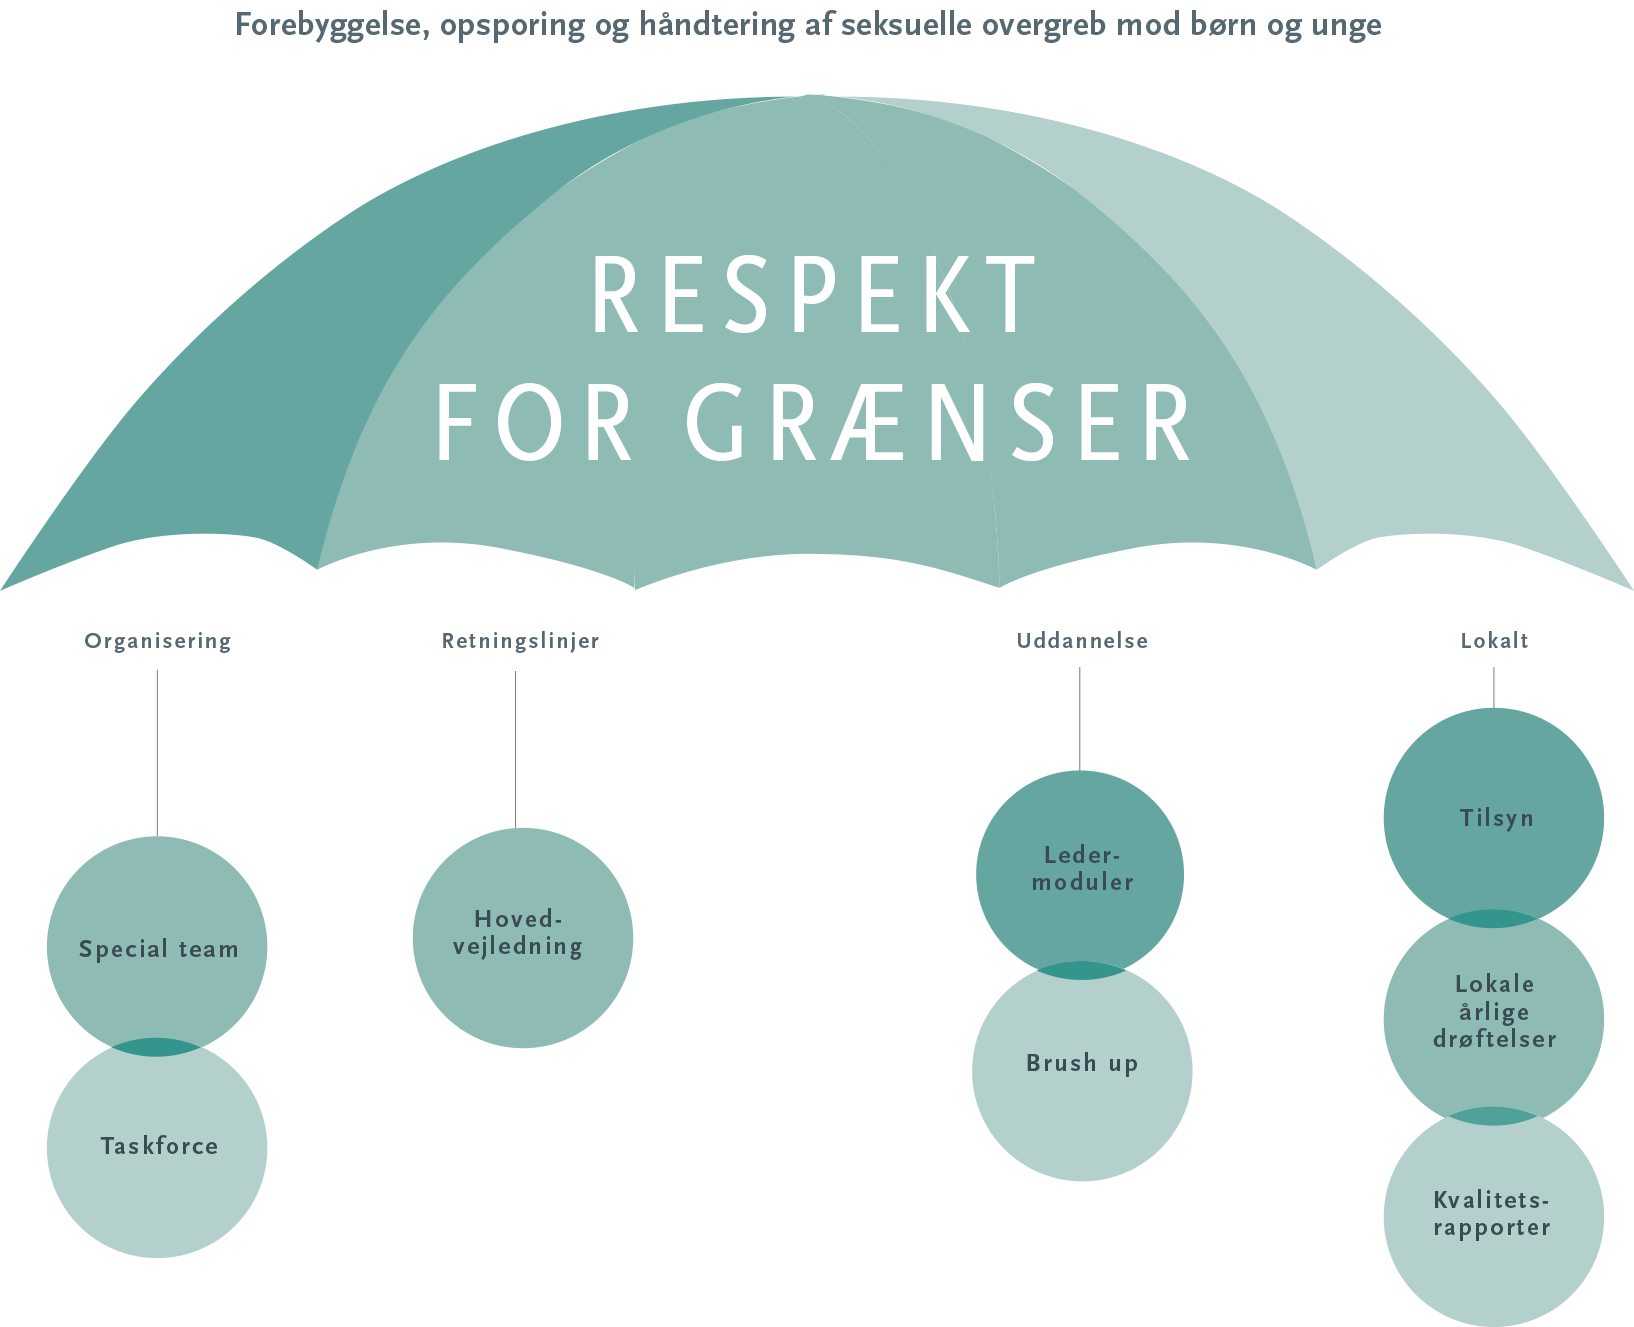 Forebyggelse, opsporing og håndtering af seksuelle overgreb mod børn og unge
RESPEKT
FOR GRÆNSER
Organisering
Retningslinjer
Uddannelse
Lokalt
Special team
Taskforce
Hoved-
vejledning
Leder-
moduler
Brush up
Tilsyn
Lokale
årlige
drøftelser
Kvalitets-
rapporter